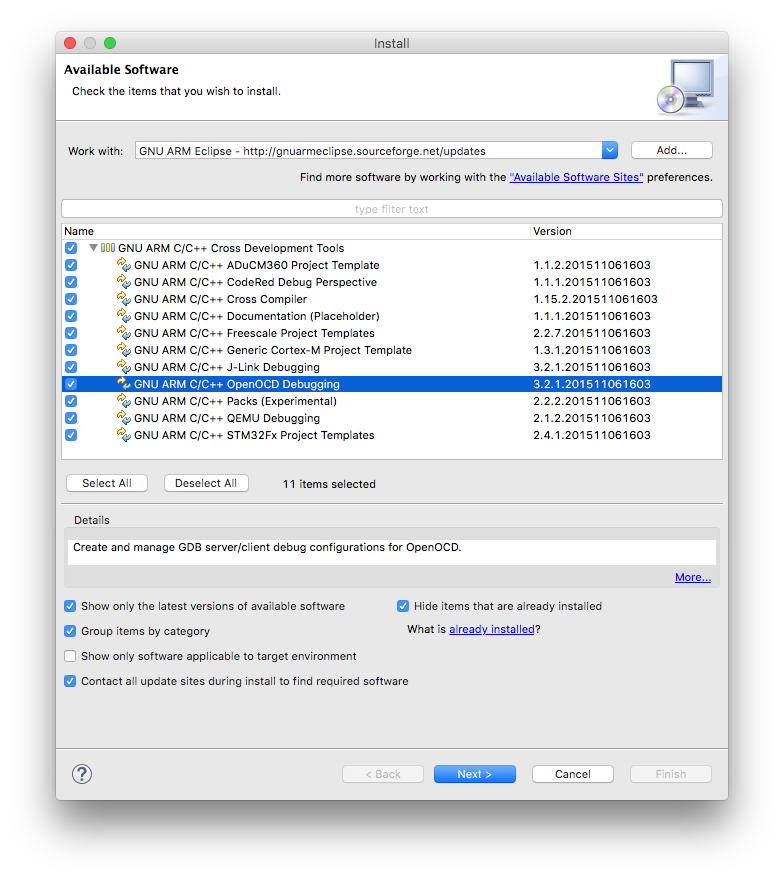 Install
Available Software
Check the items that you wish to install.
Work with: GNU ARM Eclipse - http://gnuarmeclipse.sourceforge.net/updates Add...
Find more software by working with the "Available Software Sites" preferences.
type filter text
Name Version
GNU ARM C/C++ Cross Development Tools
GNU ARM C/C++ ADuCM360 Project Template 1.1.2.201511061603
GNU ARM C/C++ CodeRed Debug Perspective 1.1.1.201511061603
GNU ARM C/C++ Cross Compiler 1.15.2.201511061603
GNU ARM C/C++ Documentation (Placeholder) 1.1.1.201511061603
GNU ARM C/C++ Freescale Project Templates 2.2.7.201511061603
GNU ARM C/C++ Generic Cortex-M Project Template 1.3.1.201511061603
GNU ARM C/C++ J-Link Debugging 3.2.1.201511061603
GNU ARM C/C++ OpenOCD Debugging 3.2.1.201511061603
GNU ARM C/C++ Packs (Experimental) 2.2.2.201511061603
GNU ARM C/C++ QEMU Debugging 2.1.2.201511061603
GNU ARM C/C++ STM32Fx Project Templates 2.4.1.201511061603
Select All Deselect All 11 items selected
Details
Create and manage GDB server/client debug configurations for OpenOCD.
More...
Show only the latest versions of available software Hide items that are already installed
Group items by category What is already installed?
Show only software applicable to target environment
Contact all update sites during install to find required software
? < Back Next > Cancel Finish